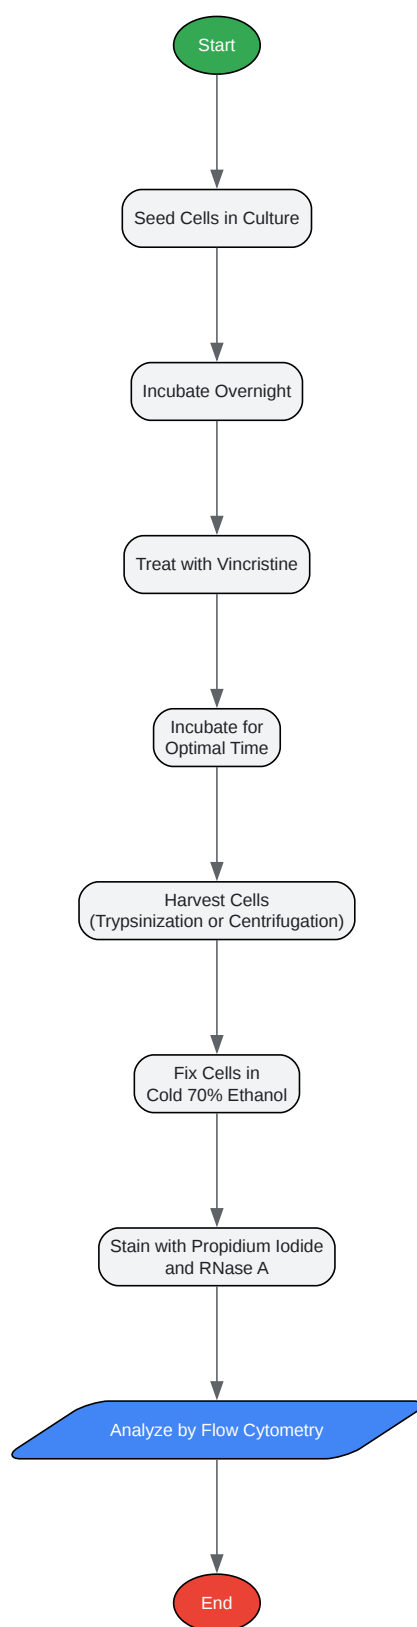 Start
Seed Cells in Culture
Incubate Overnight
Treat with Vincristine
Incubate for
Optimal Time
Harvest Cells
(Trypsinization or Centrifugation)
Fix Cells in
Cold 70% Ethanol
Stain with Propidium Iodide
and RNase A
Analyze by Flow Cytometry
End